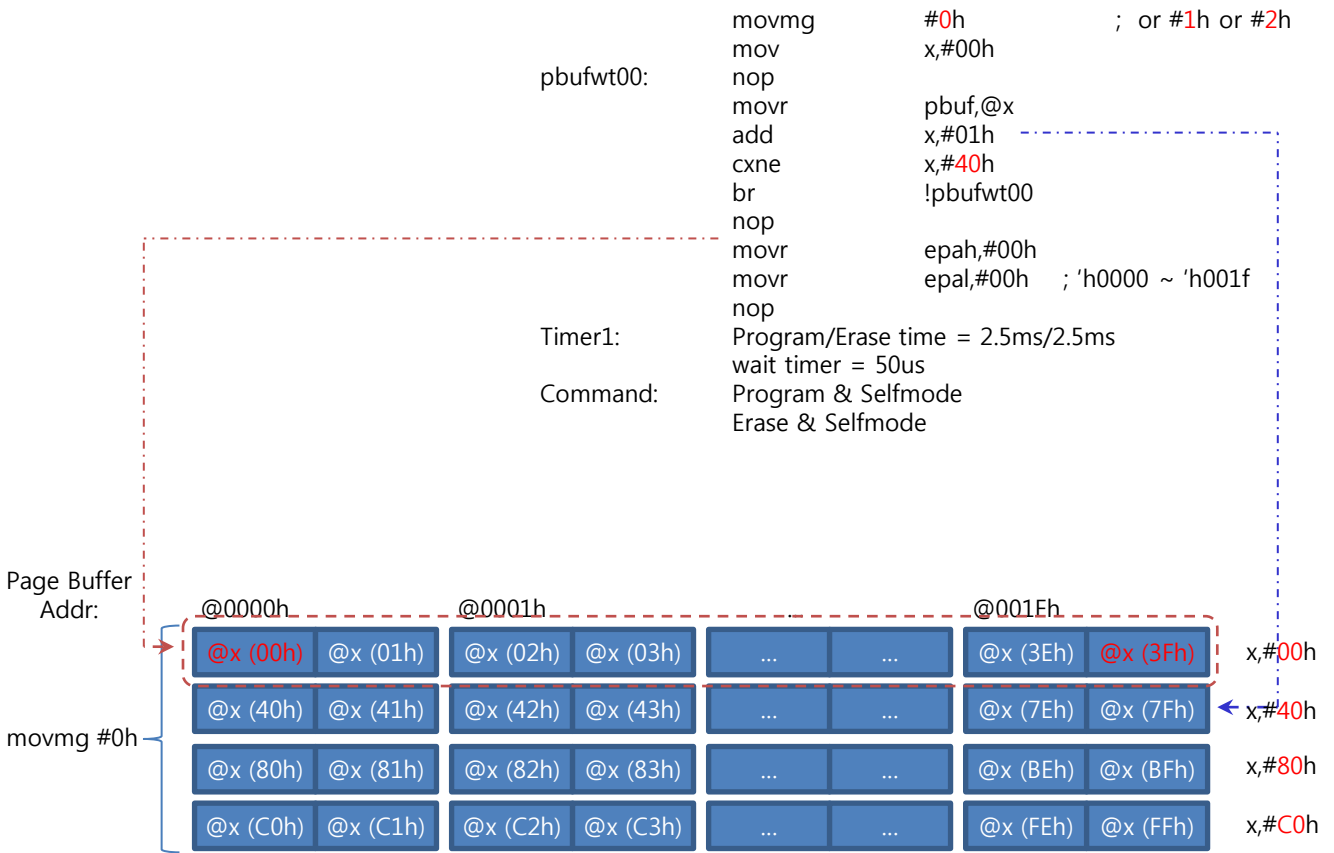 movmg #0h ; or #1h or #2h
mov x,#00h
pbufwt00: nop
movr pbuf,@x
add x,#01h
cxne x,#40h
br !pbufwt00
nop
movr epah,#00h
movr epal,#00h ; 'h0000 ~ 'h001f
nop
Timer1: Program/Erase time = 2.5ms/2.5ms
wait timer = 50us
Command: Program & Selfmode
Erase & Selfmode
Page Buffer
Addr: @0000h @0001h ... @001Fh
@x (00h) @x (01h) @x (02h) @x (03h) ... ... @x (3Eh) @x (3Fh) x,#00h
@x (40h) @x (41h) @x (42h) @x (43h) ... ... @x (7Eh) @x (7Fh) x,#40h
movmg #0h
@x (80h) @x (81h) @x (82h) @x (83h) ... ... @x (BEh) @x (BFh) x,#80h
@x (C0h) @x (C1h) @x (C2h) @x (C3h) ... ... @x (FEh) @x (FFh) x,#C0h